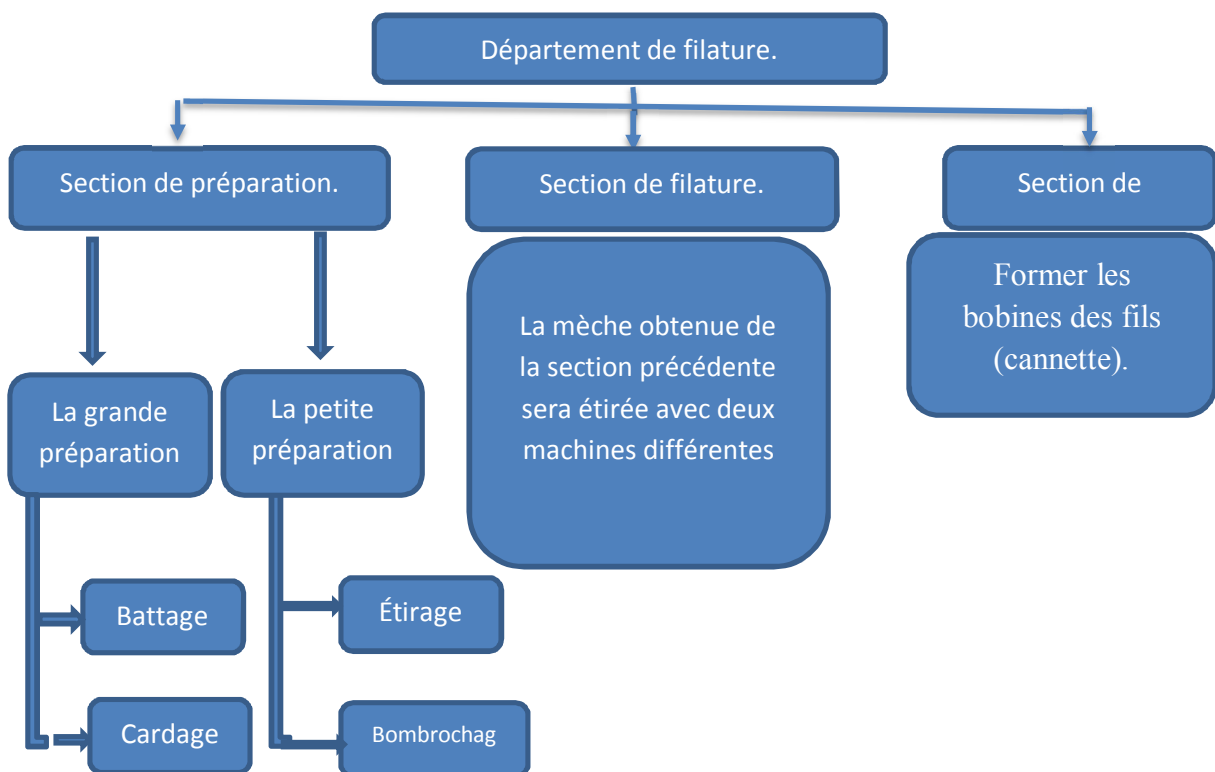 Département de filature.
Section de préparation.
Section de filature.
Section de
La grande
préparation
La petite
préparation
La mèche obtenue de
la section précédente
sera étirée avec deux
machines différentes
Former les
bobines des fils
(cannette).
Battage
Étirage
Cardage
Bombrochag